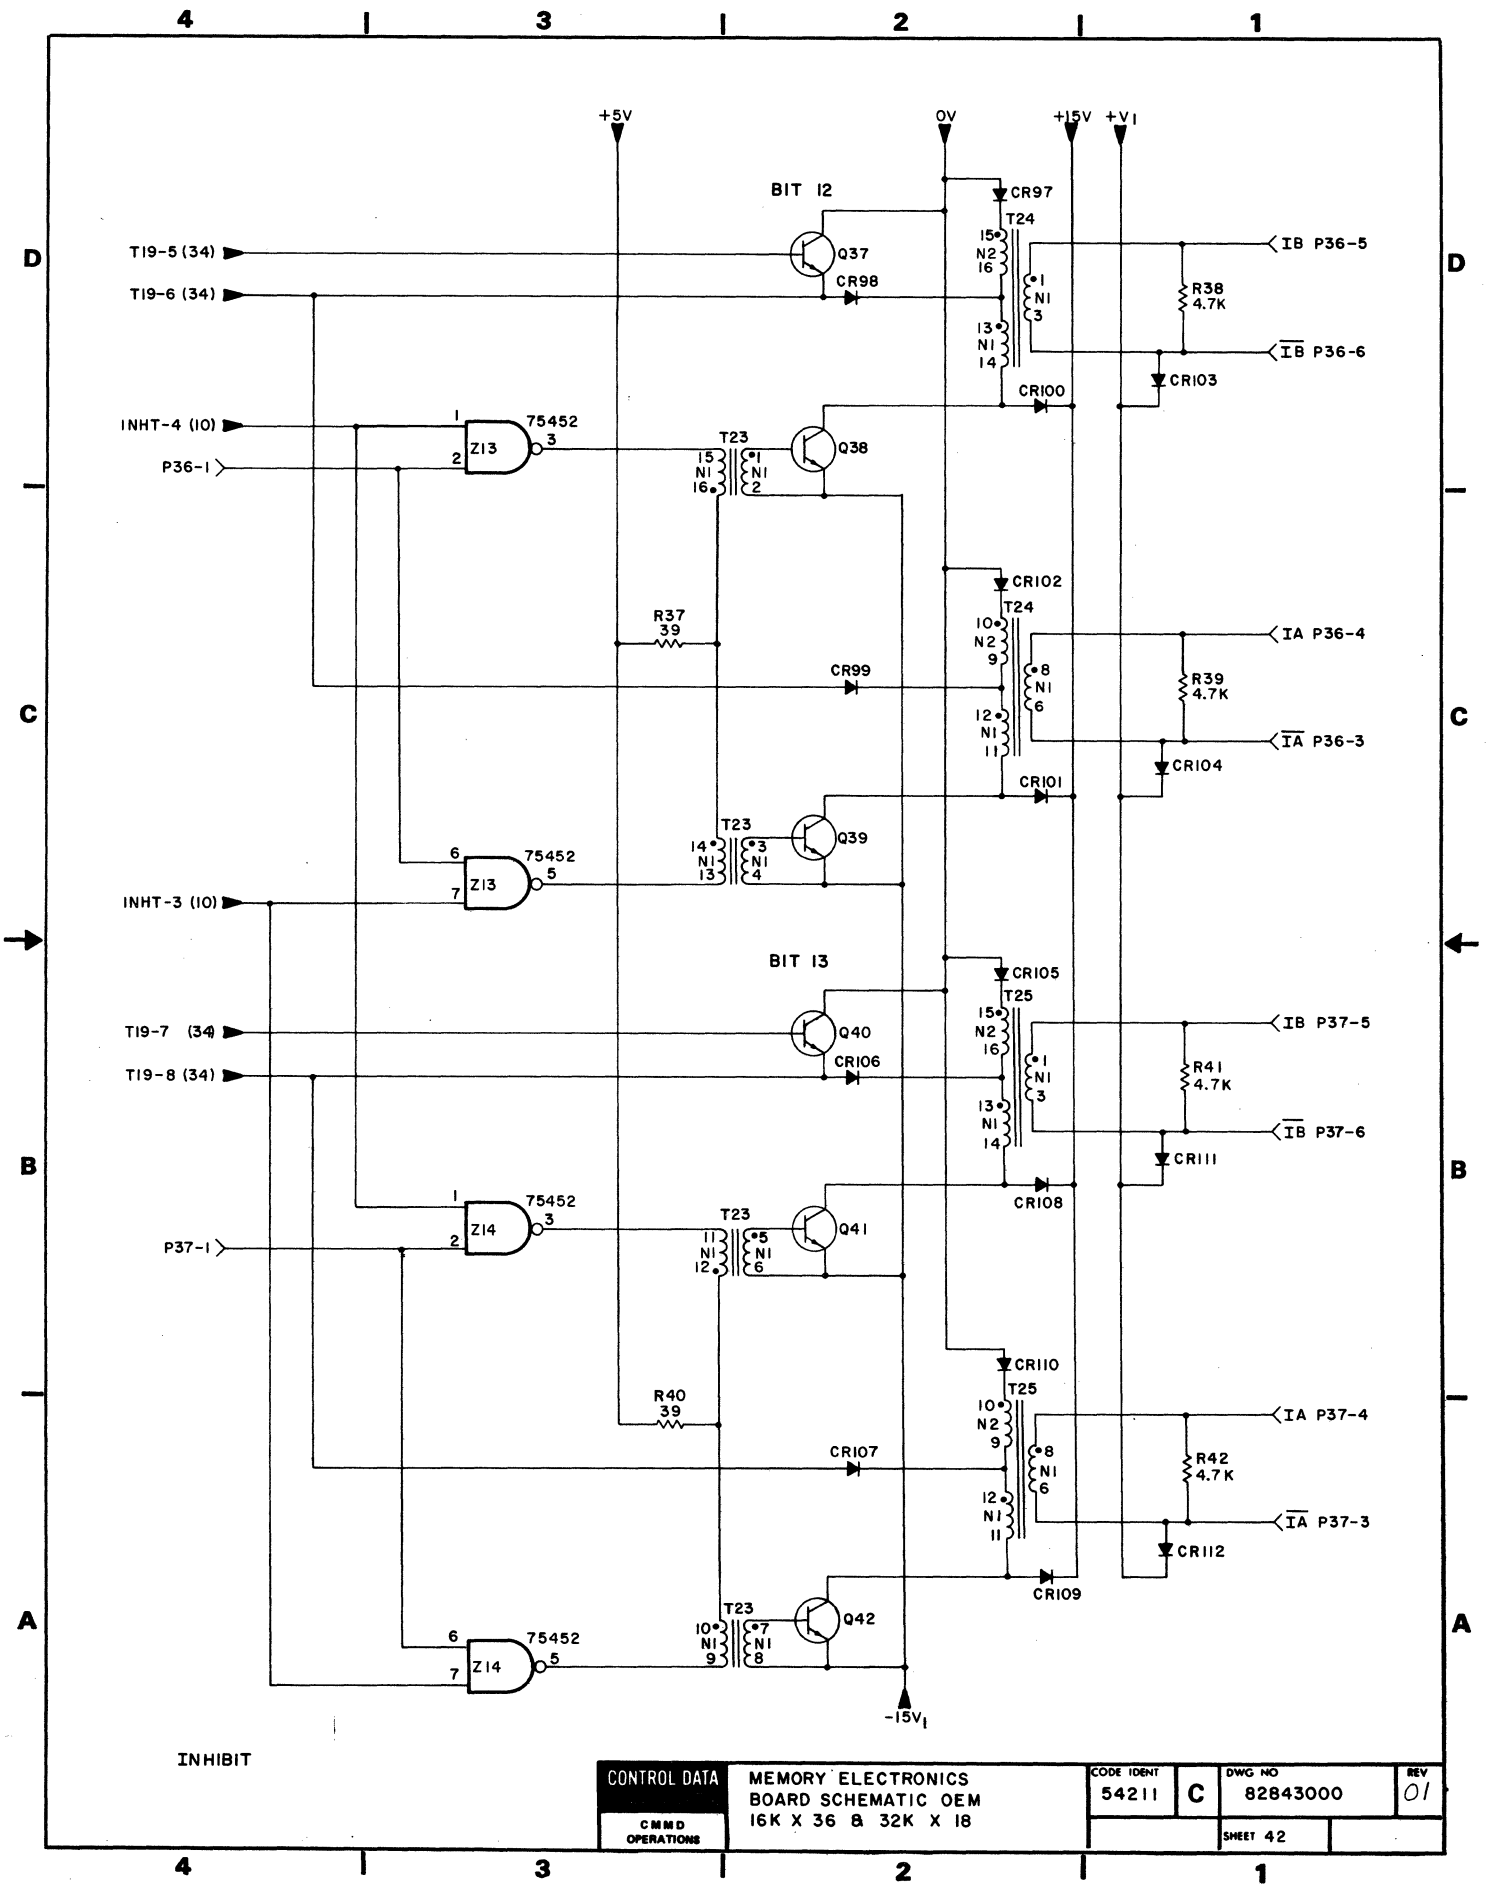 4 3 2 1
+5V 0V +15V +V1
BIT 12
CR97
T24
D T19-5 (34) Q37 15 N2 16 IB P36-5 D
CR98
T19-6 (34) 1 N1 3 R38 4.7K
13 N1 14 I̅B̅ P36-6
CR103
CR100
INHT-4 (10) 1 75452 3
Z13 T23 Q38
P36-1 2 15 N1 16 1 N1 2
CR102
T24
R37 39 10 N2 9 IA P36-4
CR99 8 N1 6 R39 4.7K
C 12 N1 11 I̅A̅ P36-3 C
CR104
CR101
T23 Q39
14 N1 13 3 N1 4
6 75452
Z13 5
INHT-3 (10) 7
BIT 13
CR105
T25
T19-7 (34) Q40 15 N2 16 IB P37-5
CR106
T19-8 (34) 1 N1 3 R41 4.7K
13 N1 14 I̅B̅ P37-6
B CR111 B
CR108
1 75452 3
Z14 T23 Q41
P37-1 2 11 N1 12 5 N1 6
CR110
T25
R40 39 10 N2 9 IA P37-4
CR107 8 N1 6 R42 4.7K
12 N1 11 I̅A̅ P37-3
CR112
CR109
A T23 Q42 A
10 N1 9 7 N1 8
6 75452
Z14 5
7
-15V1
INHIBIT
CONTROL DATA
CMMD
OPERATIONS
MEMORY ELECTRONICS
BOARD SCHEMATIC OEM
16K X 36 & 32K X 18
CODE IDENT
54211
C
DWG NO
82843000
REV
01
SHEET 42
4 3 2 1